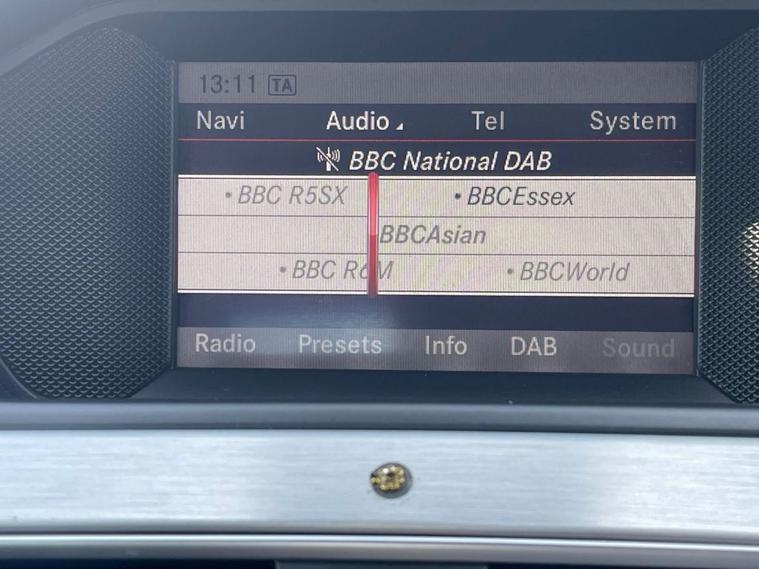 13:11 TA
Navi Audio Tel System
BBC National DAB
• BBC R5SX • BBCEssex
BBCAsian
• BBC R6M • BBCWorld
Radio Presets Info DAB Sound